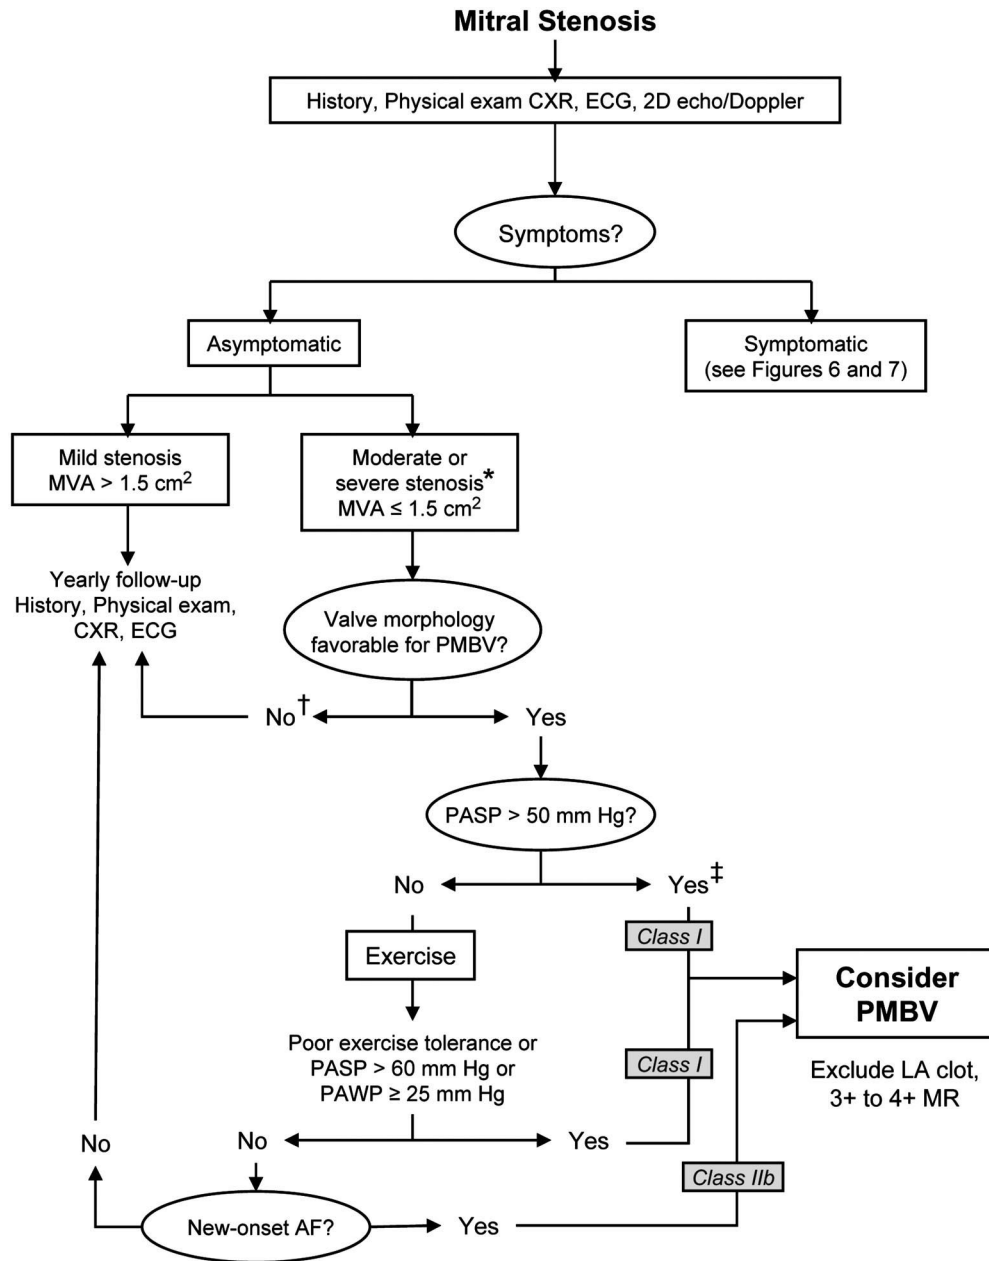 Mitral Stenosis
History, Physical exam CXR, ECG, 2D echo/Doppler
Symptoms?
Asymptomatic
Symptomatic
(see Figures 6 and 7)
Mild stenosis
MVA > 1.5 cm²
Moderate or
severe stenosis*
MVA ≤ 1.5 cm²
Yearly follow-up
History, Physical exam,
CXR, ECG
Valve morphology
favorable for PMBV?
No†
Yes
PASP > 50 mm Hg?
No
Yes‡
Class I
Exercise
Consider
PMBV
Exclude LA clot,
3+ to 4+ MR
Poor exercise tolerance or
PASP > 60 mm Hg or
PAWP ≥ 25 mm Hg
Class I
No
No
Yes
Class IIb
New-onset AF?
Yes